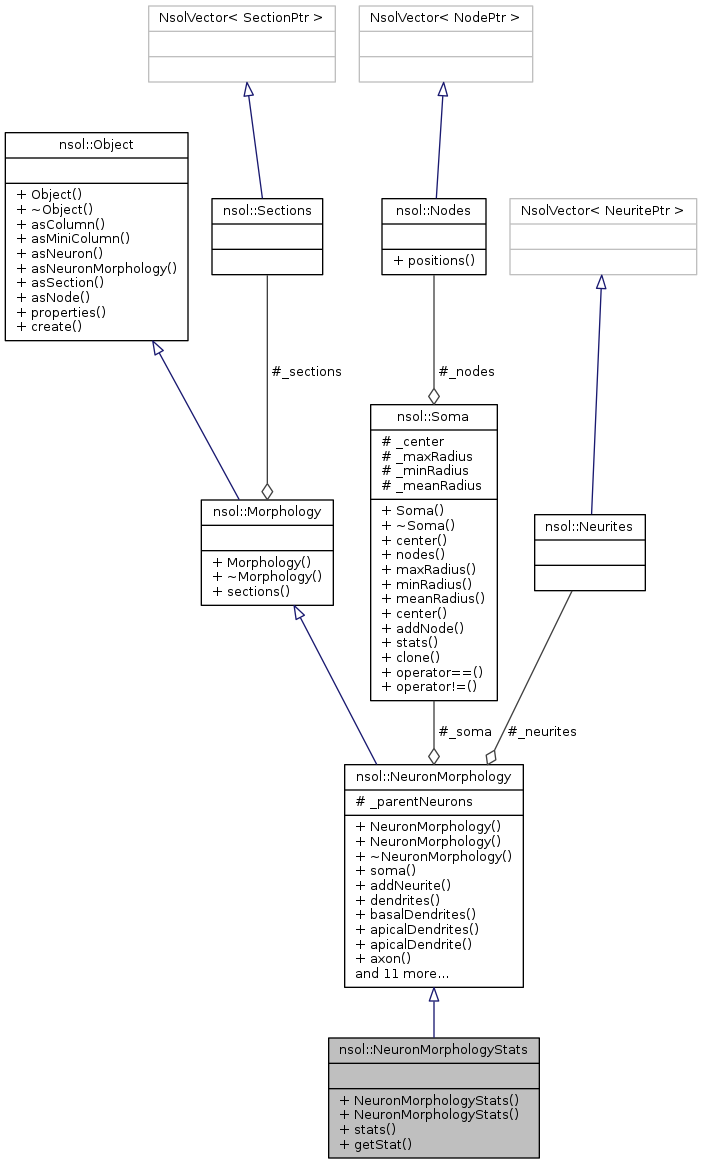 NsolVector< SectionPtr >
NsolVector< NodePtr >
nsol::Object
+ Object()
+ ~Object()
+ asColumn()
+ asMiniColumn()
+ asNeuron()
+ asNeuronMorphology()
+ asSection()
+ asNode()
+ properties()
+ create()
nsol::Sections
nsol::Nodes
+ positions()
NsolVector< NeuritePtr >
#_sections
#_nodes
nsol::Soma
# _center
# _maxRadius
# _minRadius
# _meanRadius
+ Soma()
+ ~Soma()
+ center()
+ nodes()
+ maxRadius()
+ minRadius()
+ meanRadius()
+ center()
+ addNode()
+ stats()
+ clone()
+ operator==()
+ operator!=()
nsol::Morphology
+ Morphology()
+ ~Morphology()
+ sections()
nsol::Neurites
#_soma
#_neurites
nsol::NeuronMorphology
# _parentNeurons
+ NeuronMorphology()
+ NeuronMorphology()
+ ~NeuronMorphology()
+ soma()
+ addNeurite()
+ dendrites()
+ basalDendrites()
+ apicalDendrites()
+ apicalDendrite()
+ axon()
and 11 more...
nsol::NeuronMorphologyStats
+ NeuronMorphologyStats()
+ NeuronMorphologyStats()
+ stats()
+ getStat()